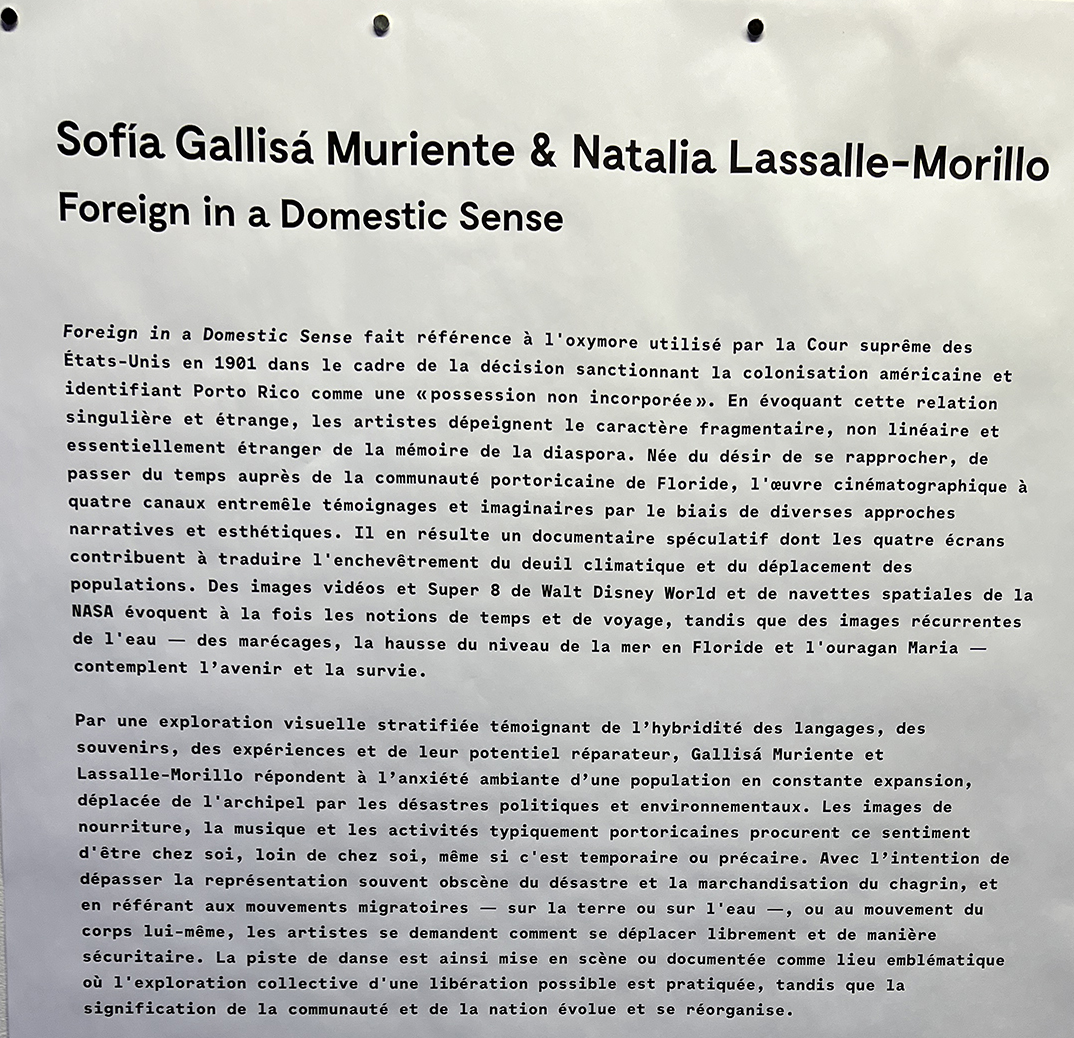 Sofía Gallisá Muriente & Natalia Lassalle-Morillo
Foreign in a Domestic Sense
Foreign in a Domestic Sense fait référence à l'oxymore utilisé par la Cour suprême des
États-Unis en 1901 dans le cadre de la décision sanctionnant la colonisation américaine et
identifiant Porto Rico comme une «possession non incorporée». En évoquant cette relation
singulière et étrange, les artistes dépeignent le caractère fragmentaire, non linéaire et
essentiellement étranger de la mémoire de la diaspora. Née du désir de se rapprocher, de
passer du temps auprès de la communauté portoricaine de Floride, l'œuvre cinématographique à
quatre canaux entremêle témoignages et imaginaires par le biais de diverses approches
narratives et esthétiques. Il en résulte un documentaire spéculatif dont les quatre écrans
contribuent à traduire l'enchevêtrement du deuil climatique et du déplacement des
populations. Des images vidéos et Super 8 de Walt Disney World et de navettes spatiales de la
NASA évoquent à la fois les notions de temps et de voyage, tandis que des images récurrentes
de l'eau — des marécages, la hausse du niveau de la mer en Floride et l'ouragan Maria —
contemplent l’avenir et la survie.
Par une exploration visuelle stratifiée témoignant de l’hybridité des langages, des
souvenirs, des expériences et de leur potentiel réparateur, Gallisá Muriente et
Lassalle-Morillo répondent à l’anxiété ambiante d’une population en constante expansion,
déplacée de l'archipel par les désastres politiques et environnementaux. Les images de
nourriture, la musique et les activités typiquement portoricaines procurent ce sentiment
d'être chez soi, loin de chez soi, même si c'est temporaire ou précaire. Avec l’intention de
dépasser la représentation souvent obscène du désastre et la marchandisation du chagrin, et
en référant aux mouvements migratoires — sur la terre ou sur l'eau —, ou au mouvement du
corps lui-même, les artistes se demandent comment se déplacer librement et de manière
sécuritaire. La piste de danse est ainsi mise en scène ou documentée comme lieu emblématique
où l'exploration collective d'une libération possible est pratiquée, tandis que la
signification de la communauté et de la nation évolue et se réorganise.